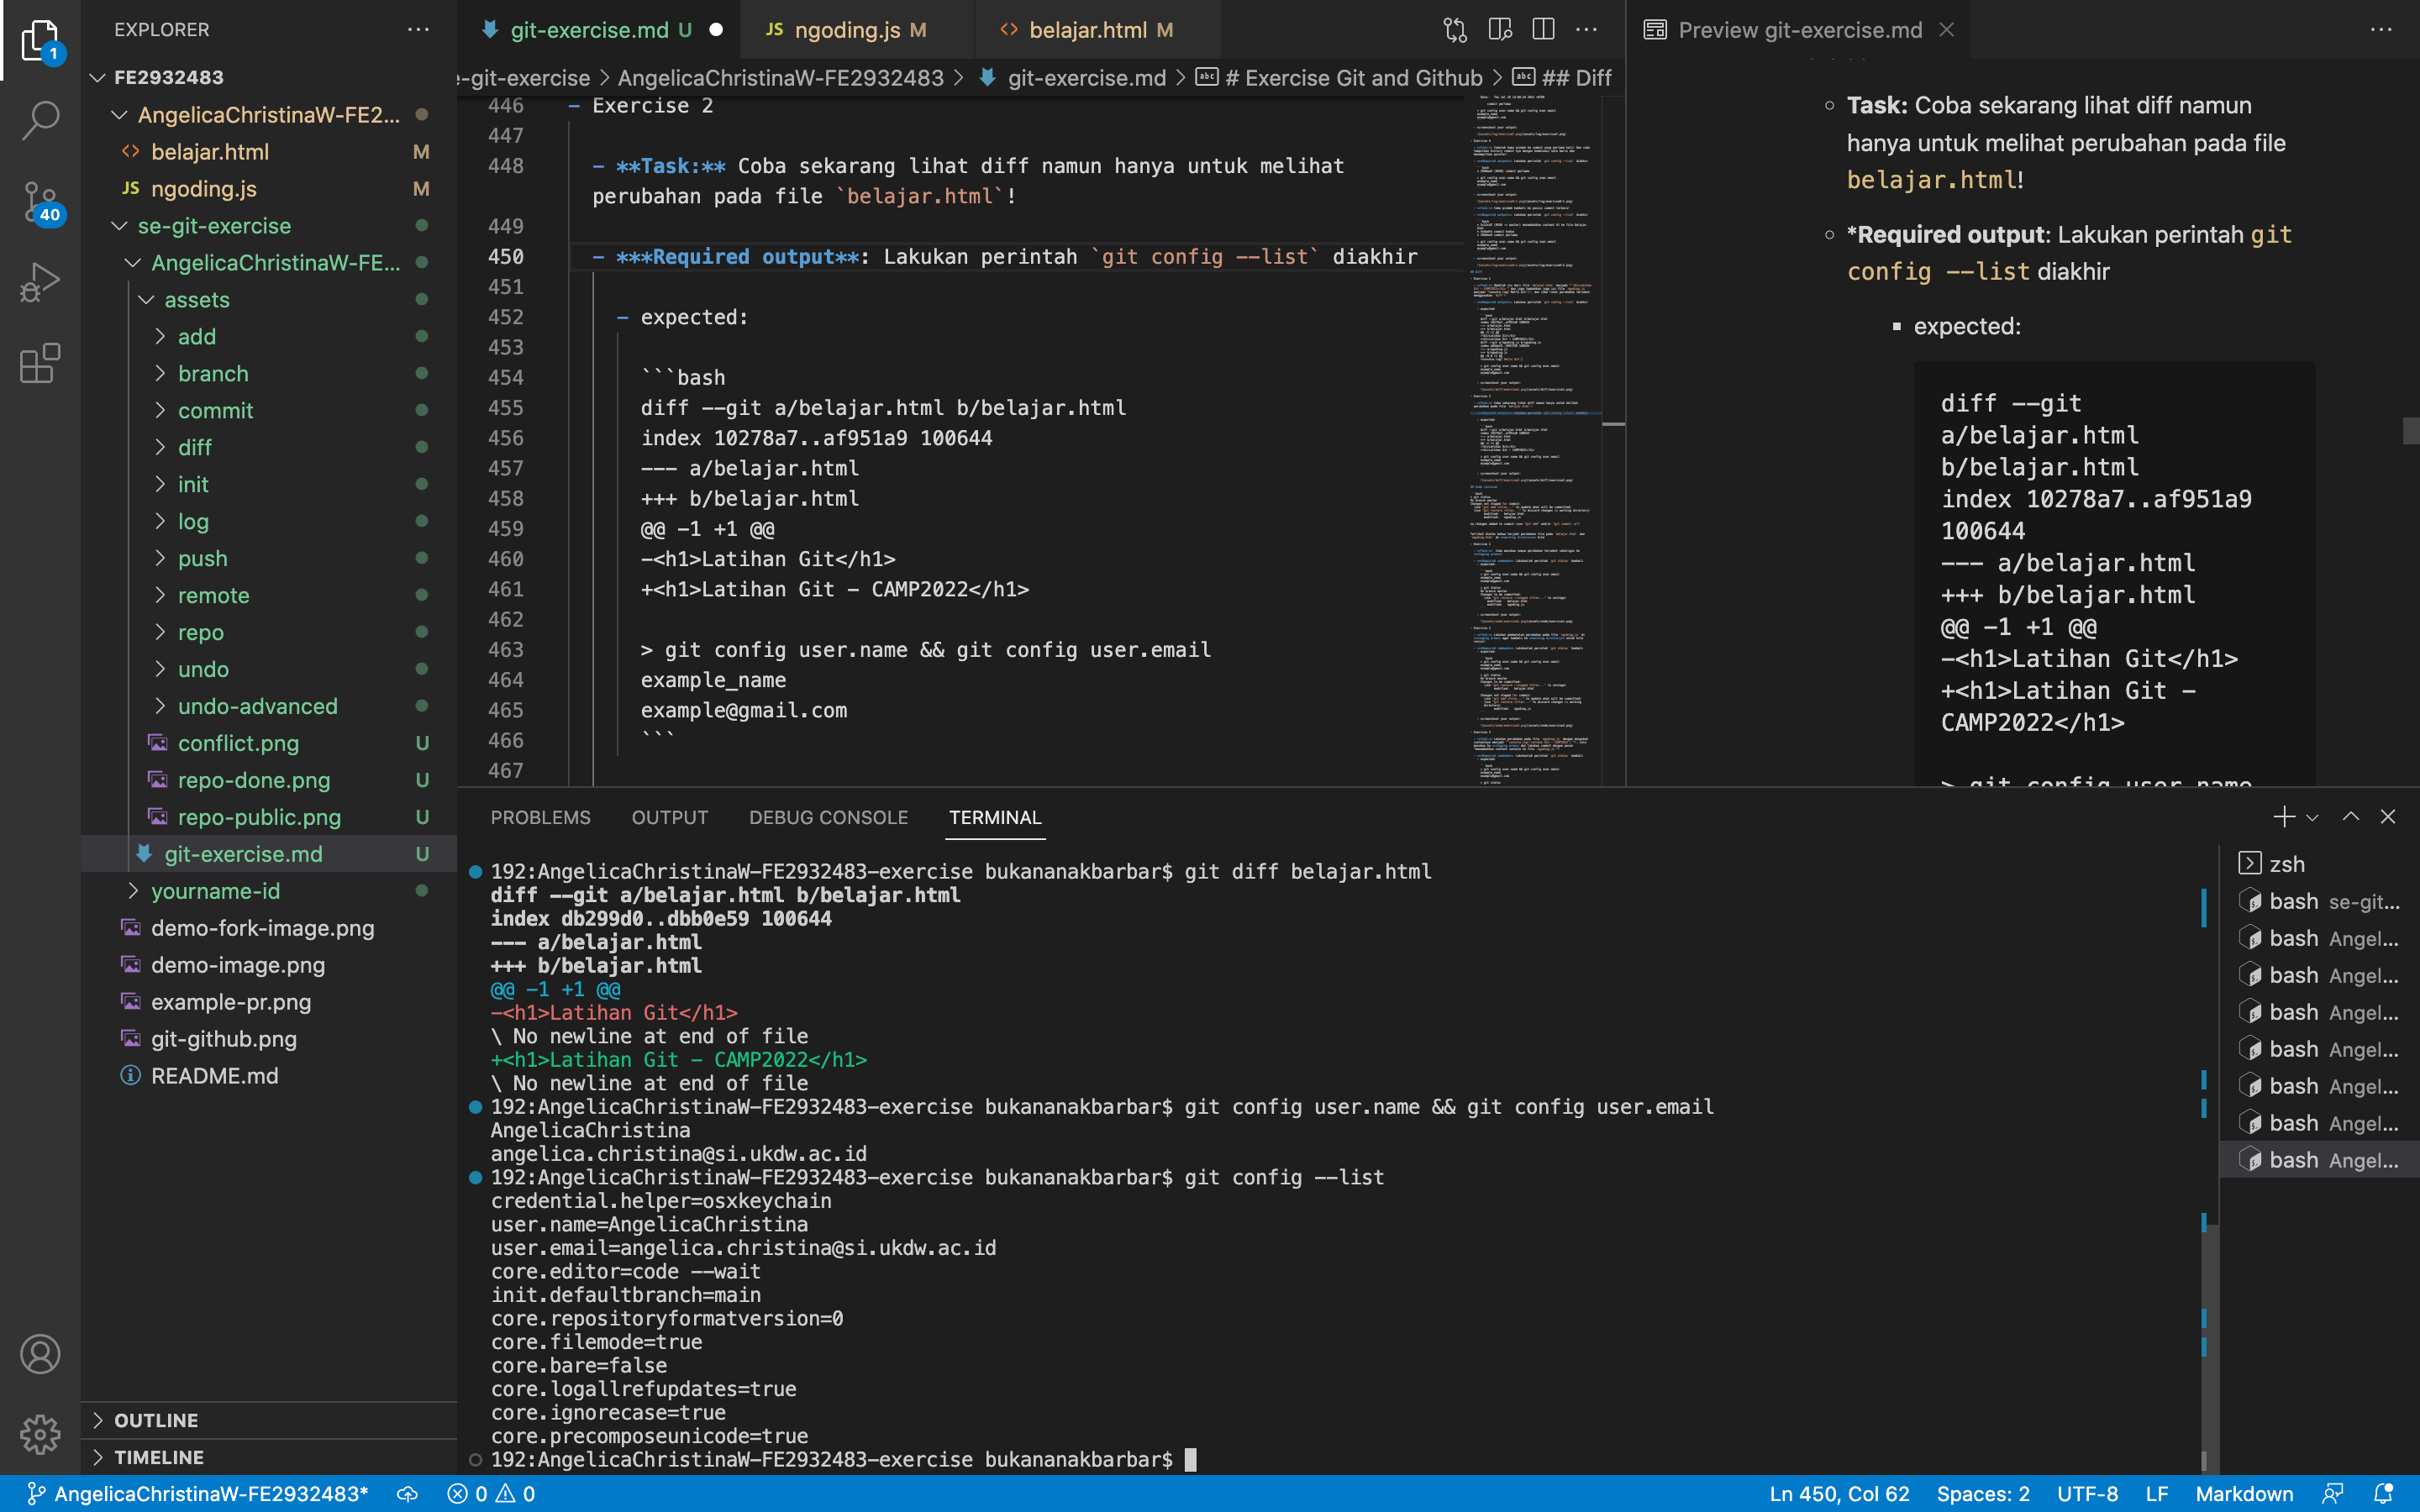 EXPLORER
FE2932483
AngelicaChristinaW-FE2...
belajar.html M
JS ngoding.js M
se-git-exercise
AngelicaChristinaW-FE...
assets
add
branch
commit
diff
init
log
push
remote
repo
undo
undo-advanced
conflict.png U
repo-done.png U
repo-public.png U
git-exercise.md U
yourname-id
demo-fork-image.png
demo-image.png
example-pr.png
git-github.png
README.md
OUTLINE
TIMELINE
1
40
git-exercise.md U
JS ngoding.js M
belajar.html M
e-git-exercise > AngelicaChristinaW-FE2932483 > git-exercise.md > abc # Exercise Git and Github > abc ## Diff
446 - Exercise 2
447
448 - **Task:** Coba sekarang lihat diff namun hanya untuk melihat
perubahan pada file `belajar.html`!
449
450 - ***Required output**: Lakukan perintah `git config --list` diakhir
451
452 - expected:
453
454 ```bash
455 diff --git a/belajar.html b/belajar.html
456 index 10278a7..af951a9 100644
457 --- a/belajar.html
458 +++ b/belajar.html
459 @@ -1 +1 @@
460 -<h1>Latihan Git</h1>
461 +<h1>Latihan Git - CAMP2022</h1>
462
463 > git config user.name && git config user.email
464 example_name
465 example@gmail.com
466 ```
467
Preview git-exercise.md
Task: Coba sekarang lihat diff namun
hanya untuk melihat perubahan pada file
belajar.html!
*Required output: Lakukan perintah git
config --list diakhir
expected:
diff --git
a/belajar.html
b/belajar.html
index 10278a7..af951a9
100644
--- a/belajar.html
+++ b/belajar.html
@@ -1 +1 @@
-<h1>Latihan Git</h1>
+<h1>Latihan Git -
CAMP2022</h1>
> git config user.name
PROBLEMS OUTPUT DEBUG CONSOLE TERMINAL
192:AngelicaChristinaW-FE2932483-exercise bukananakbarbar$ git diff belajar.html
diff --git a/belajar.html b/belajar.html
index db299d0..dbb0e59 100644
--- a/belajar.html
+++ b/belajar.html
@@ -1 +1 @@
-<h1>Latihan Git</h1>
\ No newline at end of file
+<h1>Latihan Git - CAMP2022</h1>
\ No newline at end of file
192:AngelicaChristinaW-FE2932483-exercise bukananakbarbar$ git config user.name && git config user.email
AngelicaChristina
angelica.christina@si.ukdw.ac.id
192:AngelicaChristinaW-FE2932483-exercise bukananakbarbar$ git config --list
credential.helper=osxkeychain
user.name=AngelicaChristina
user.email=angelica.christina@si.ukdw.ac.id
core.editor=code --wait
init.defaultbranch=main
core.repositoryformatversion=0
core.filemode=true
core.bare=false
core.logallrefupdates=true
core.ignorecase=true
core.precomposeunicode=true
192:AngelicaChristinaW-FE2932483-exercise bukananakbarbar$
zsh
bash se-git...
bash Angel...
bash Angel...
bash Angel...
bash Angel...
bash Angel...
bash Angel...
bash Angel...
AngelicaChristinaW-FE2932483* 0 0
Ln 450, Col 62 Spaces: 2 UTF-8 LF Markdown